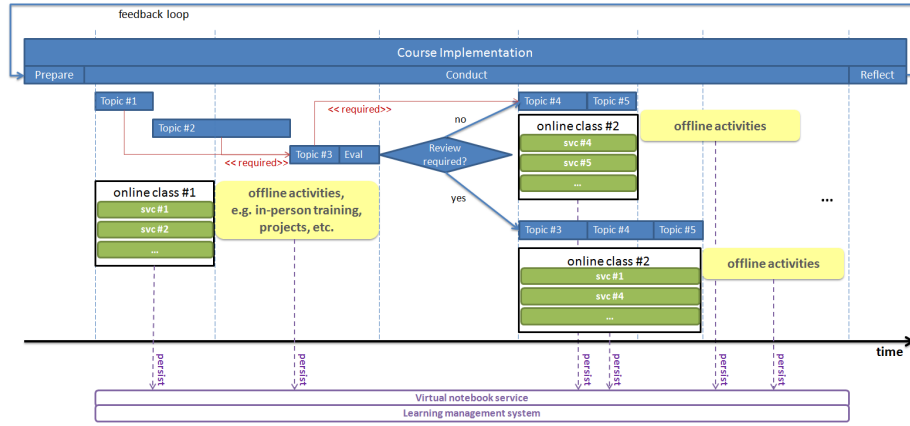 feedback loop
Course Implementation
Prepare
Conduct
Reflect
Topic #1
<< required>>
Topic #4
Topic #5
no
Topic #2
online class #2
offline activities
svc #4
svc #5
...
<< required>>
Topic #3
Eval
Review
required?
yes
online class #1
svc #1
svc #2
...
offline activities,
e.g. in-person training,
projects, etc.
...
Topic #3
Topic #4
Topic #5
online class #2
svc #1
svc #4
...
offline activities
time
persist
persist
persist
persist
persist
persist
Virtual notebook service
Learning management system